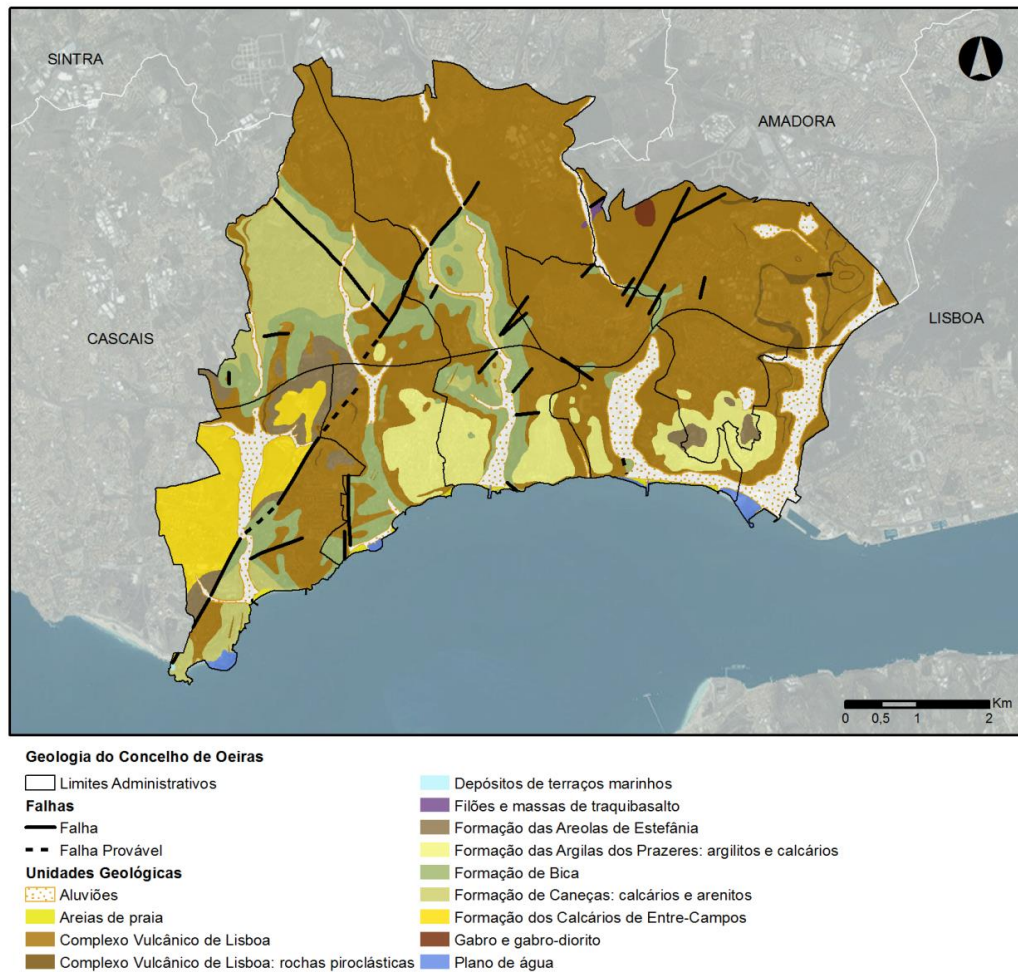 SINTRA
AMADORA
CASCAIS
LISBOA
Km
0 0,5 1 2
Geologia do Concelho de Oeiras
Limites Administrativos
Falhas
Falha
Falha Provável
Unidades Geológicas
Aluviões
Areias de praia
Complexo Vulcânico de Lisboa
Complexo Vulcânico de Lisboa: rochas piroclásticas
Depósitos de terraços marinhos
Filões e massas de traquibasalto
Formação das Areolas de Estefânia
Formação das Argilas dos Prazeres: argilitos e calcários
Formação de Bica
Formação de Caneças: calcários e arenitos
Formação dos Calcários de Entre-Campos
Gabro e gabro-diorito
Plano de água